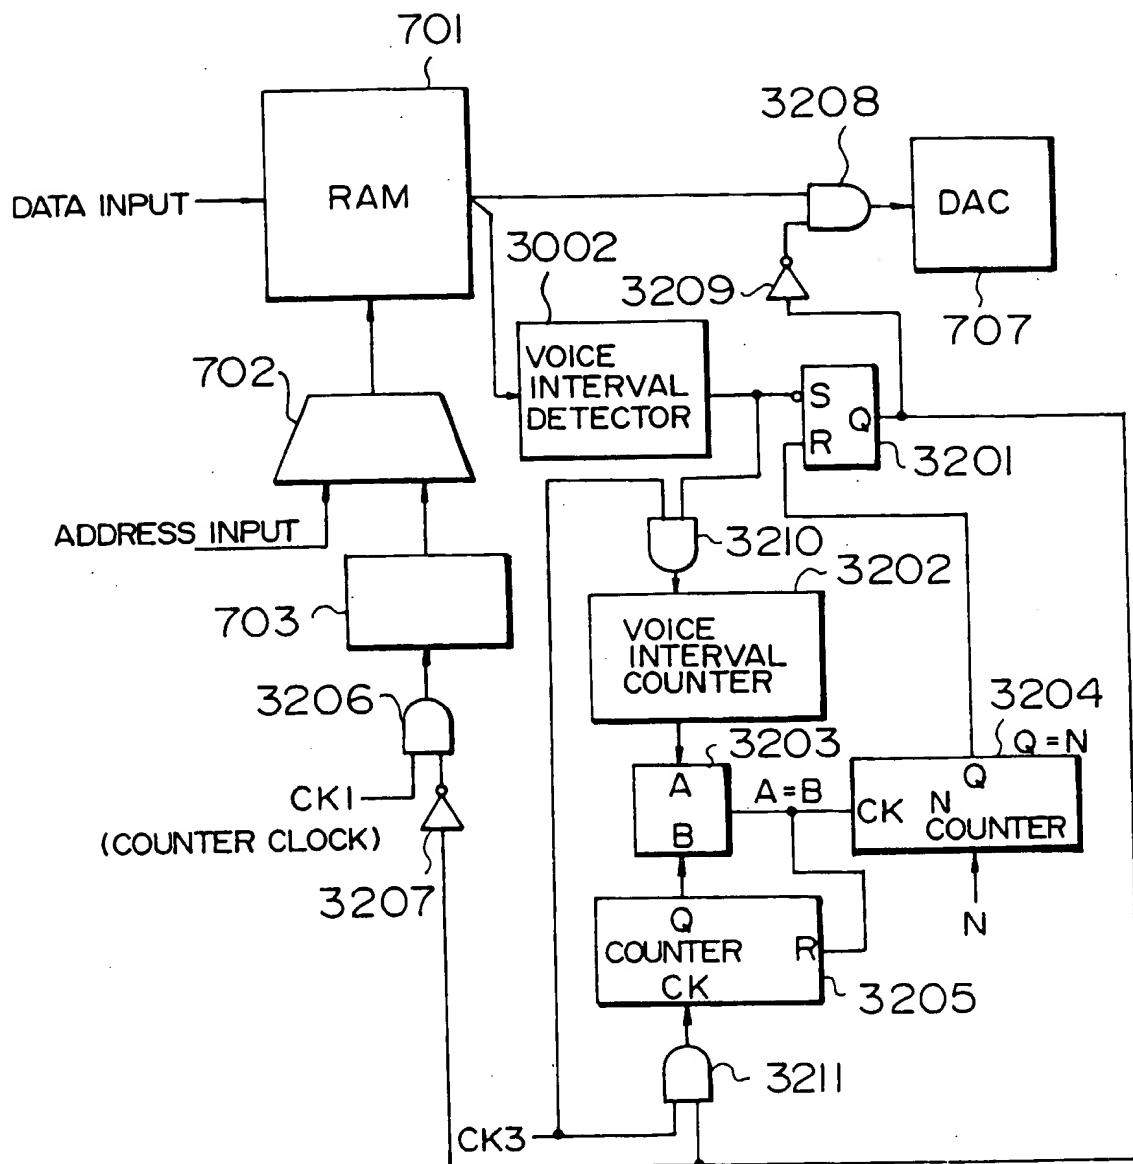 701
3208
RAM
DATA INPUT
DAC
3002
3209
707
VOICE
INTERVAL
DETECTOR
702
S
Q
R
3201
ADDRESS INPUT
3210
3202
703
VOICE
INTERVAL
COUNTER
3206
3204
3203
Q=N
A
A=B
Q
CK1
CK
N
COUNTER
B
(COUNTER CLOCK)
3207
Q
N
COUNTER
R
CK
3205
3211
CK3